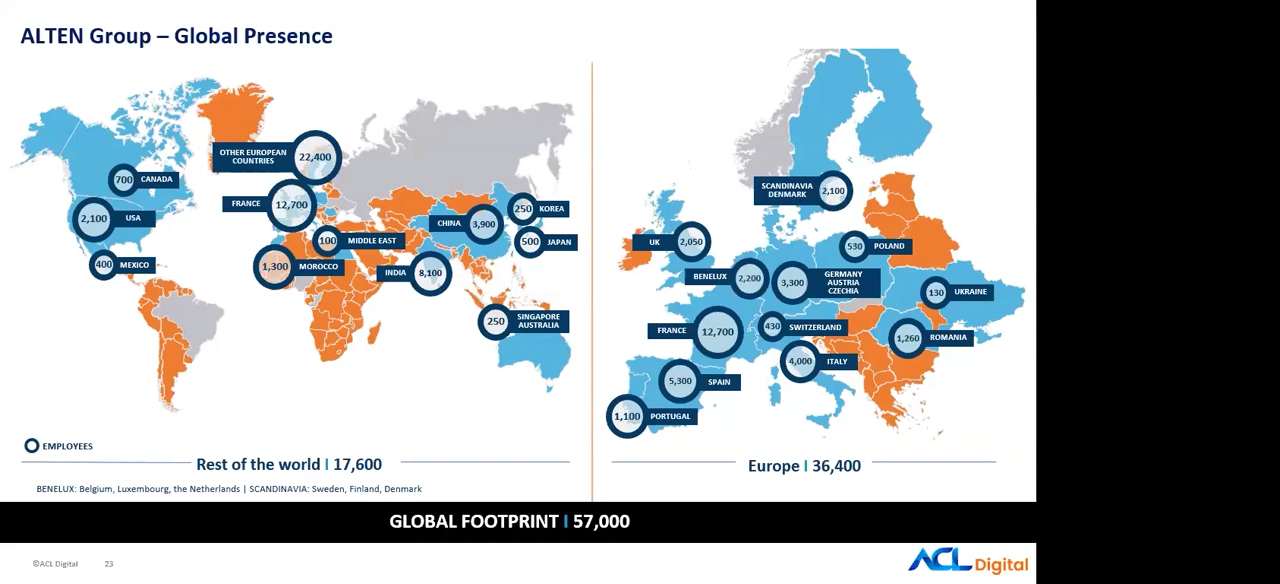 ALTEN Group – Global Presence
OTHER EUROPEAN
COUNTRIES
22,400
700
CANADA
2,100
USA
400
MEXICO
FRANCE
12,700
100
MIDDLE EAST
1,300
MOROCCO
CHINA
3,900
250
KOREA
500
JAPAN
INDIA
8,100
250
SINGAPORE
AUSTRALIA
EMPLOYEES
Rest of the world I 17,600
BENELUX: Belgium, Luxembourg, the Netherlands | SCANDINAVIA: Sweden, Finland, Denmark
SCANDINAVIA
DENMARK
2,100
UK
2,050
530
POLAND
BENELUX
2,200
3,300
GERMANY
AUSTRIA
CZECHIA
130
UKRAINE
FRANCE
12,700
430
SWITZERLAND
1,260
ROMANIA
4,000
ITALY
5,300
SPAIN
1,100
PORTUGAL
Europe I 36,400
GLOBAL FOOTPRINT I 57,000
©ACL Digital
23
ACL Digital